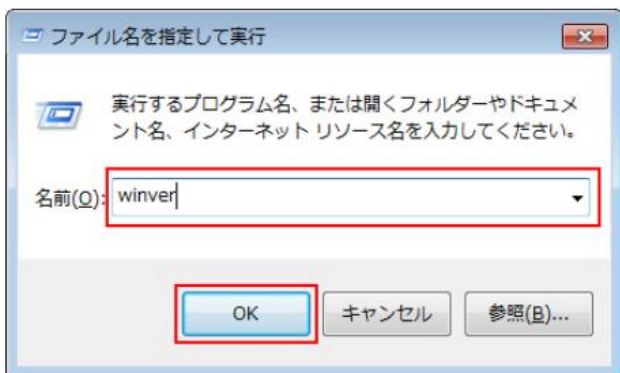 ファイル名を指定して実行
実行するプログラム名、または開くフォルダーやドキュメ
ント名、インターネット リソース名を入力してください。
名前(O): winver
OK キャンセル 参照(B)...